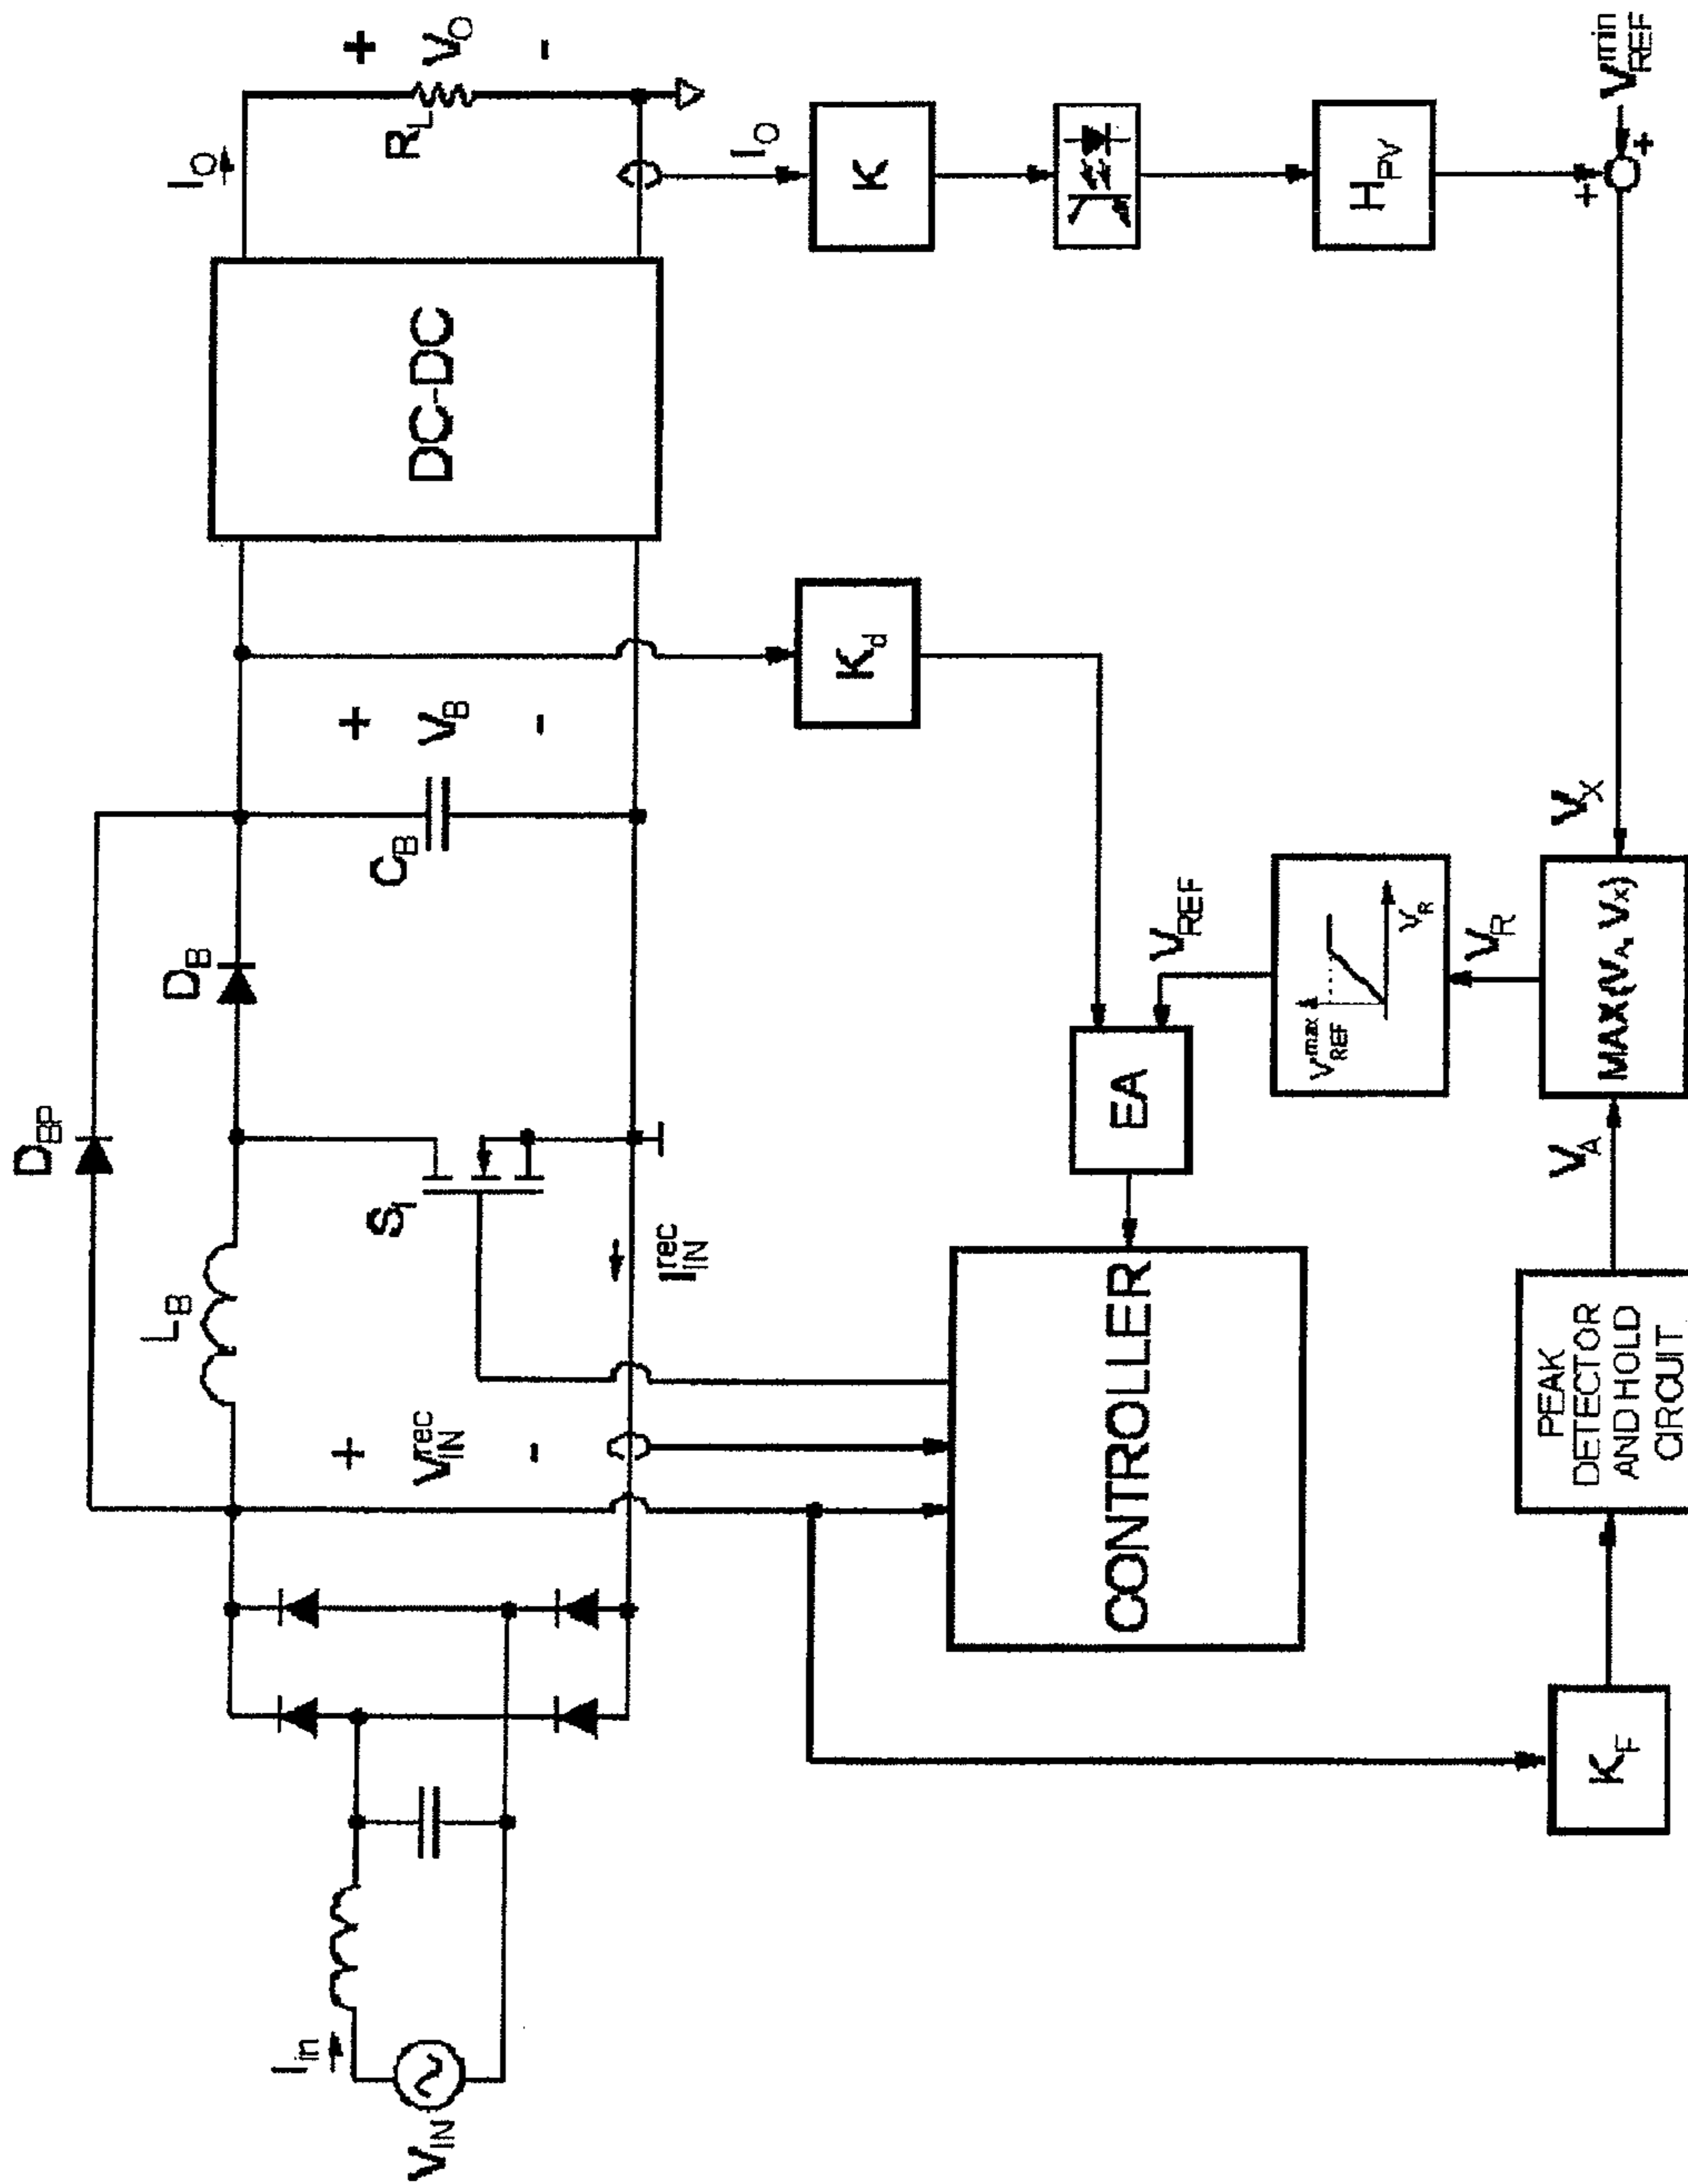 D_BP
I_O
L_B
D_B
+
V_B
-
C_B
DC-DC
+
V_O
-
R_L
I_in
V_IN
+
V_IN^rec
-
S_1
I_IN^rec
K_d
I_O
K
CONTROLLER
EA
V_REF
V_REF^max
V_R
H_PV
V_R
K_F
PEAK
DETECTOR
AND HOLD
CIRCUIT
V_A
MAX(V_A, V_X)
V_X
+
+
V_REF^min